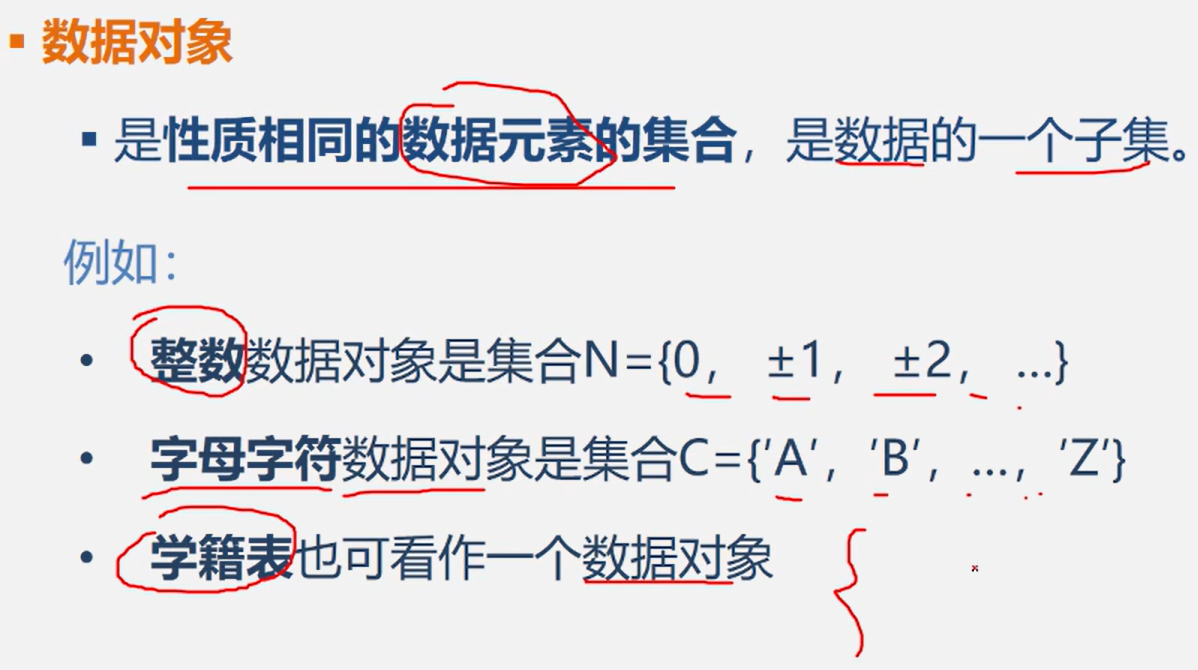 ▪ 数据对象
▪ 是性质相同的数据元素的集合，是数据的一个子集。
例如：
• 整数数据对象是集合N={0， ±1， ±2， …}
• 字母字符数据对象是集合C={'A'，'B'，…，'Z'}
• 学籍表也可看作一个数据对象